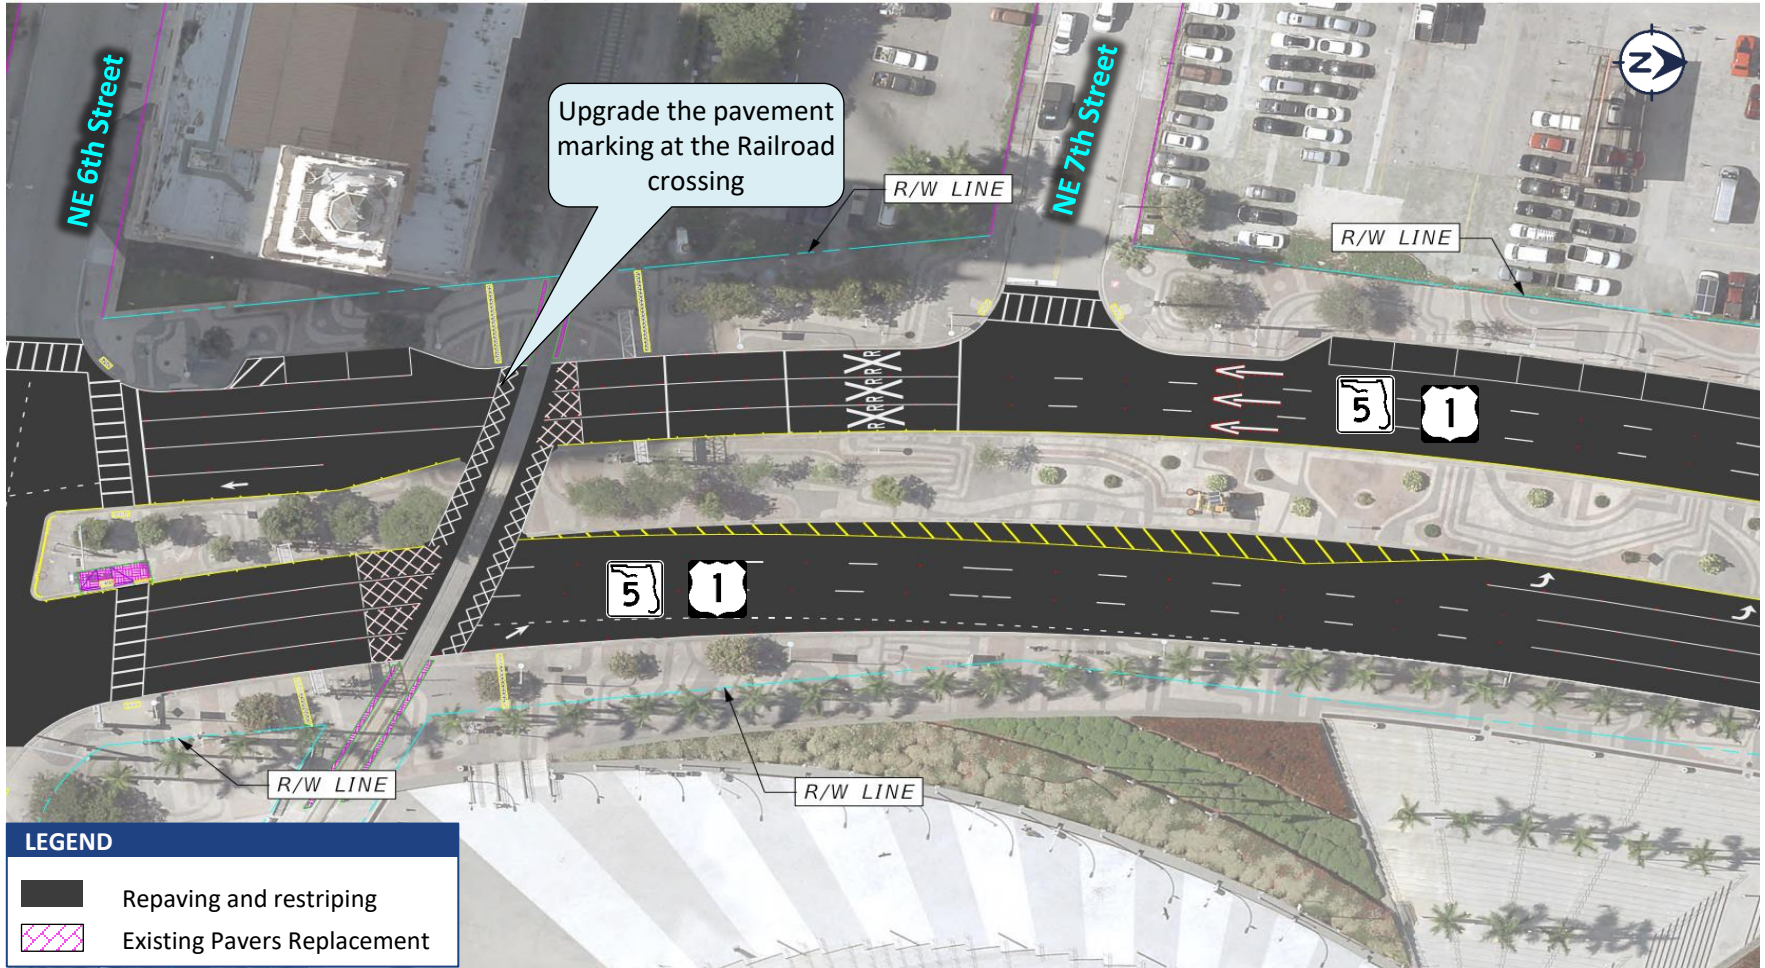 NE 6th Street
Upgrade the pavement
marking at the Railroad
crossing
R/W LINE
NE 7th Street
R/W LINE
N
R
R
R
R
R
R
5
1
5
1
R/W LINE
R/W LINE
LEGEND
Repaving and restriping
Existing Pavers Replacement